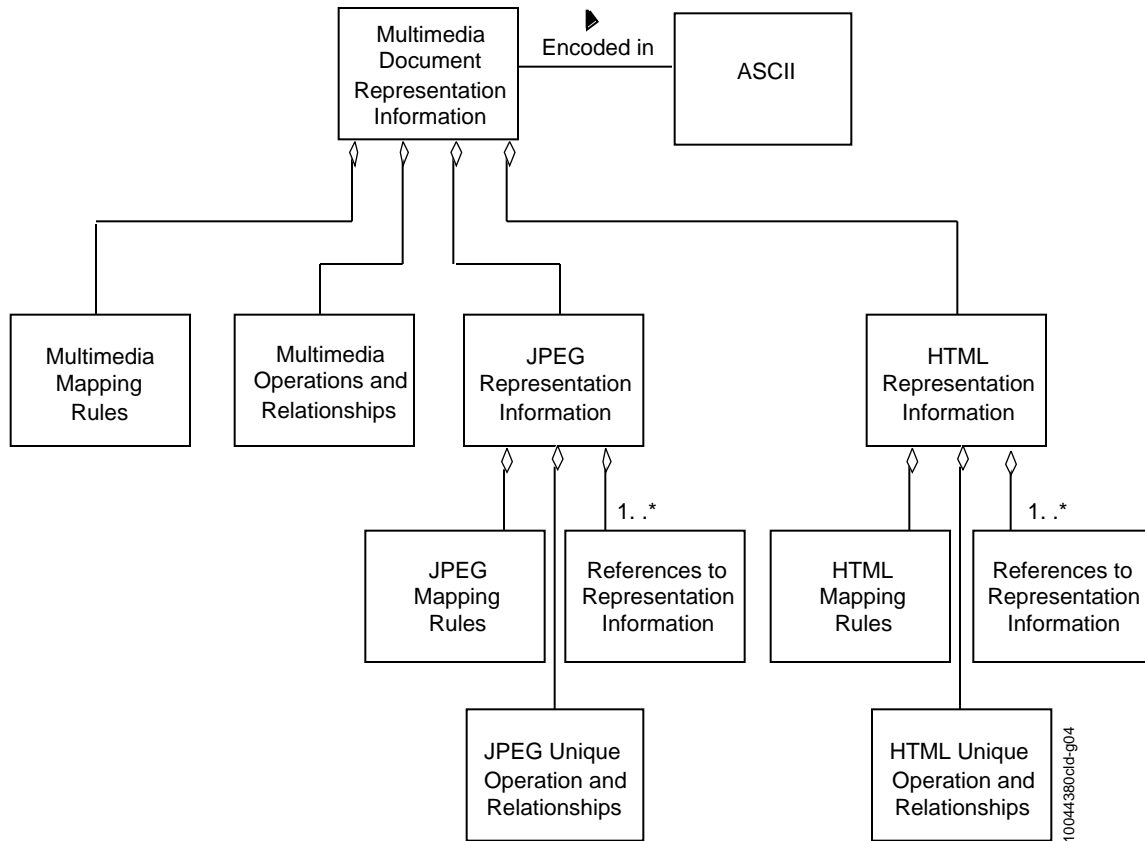 Multimedia
Document
Representation
Information
Encoded in
ASCII
Multimedia
Mapping
Rules
Multimedia
Operations and
Relationships
JPEG
Representation
Information
HTML
Representation
Information
1. .*
1. .*
JPEG
Mapping
Rules
References to
Representation
Information
HTML
Mapping
Rules
References to
Representation
Information
JPEG Unique
Operation and
Relationships
HTML Unique
Operation and
Relationships
10044380cld-g04